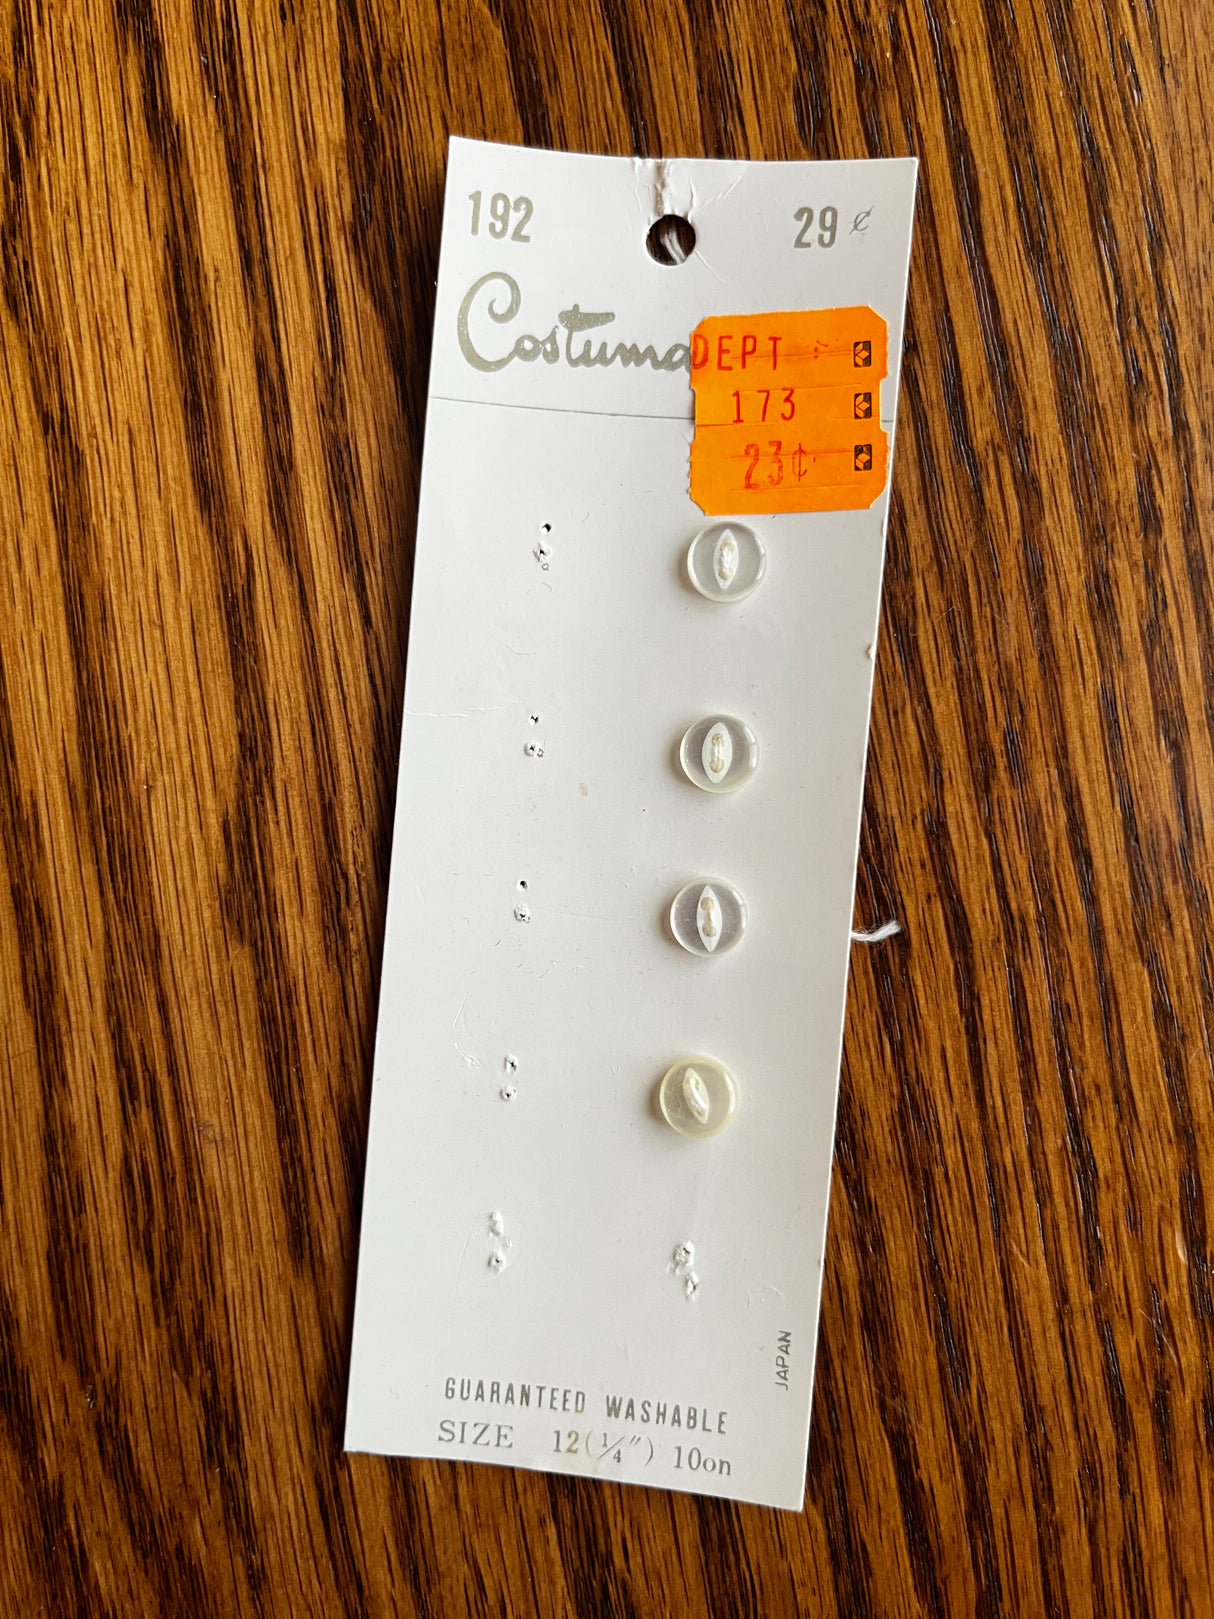 192 29¢
Costuma
DEPT
173
23¢
JAPAN
GUARANTEED WASHABLE
SIZE 12 (1/4") 10on